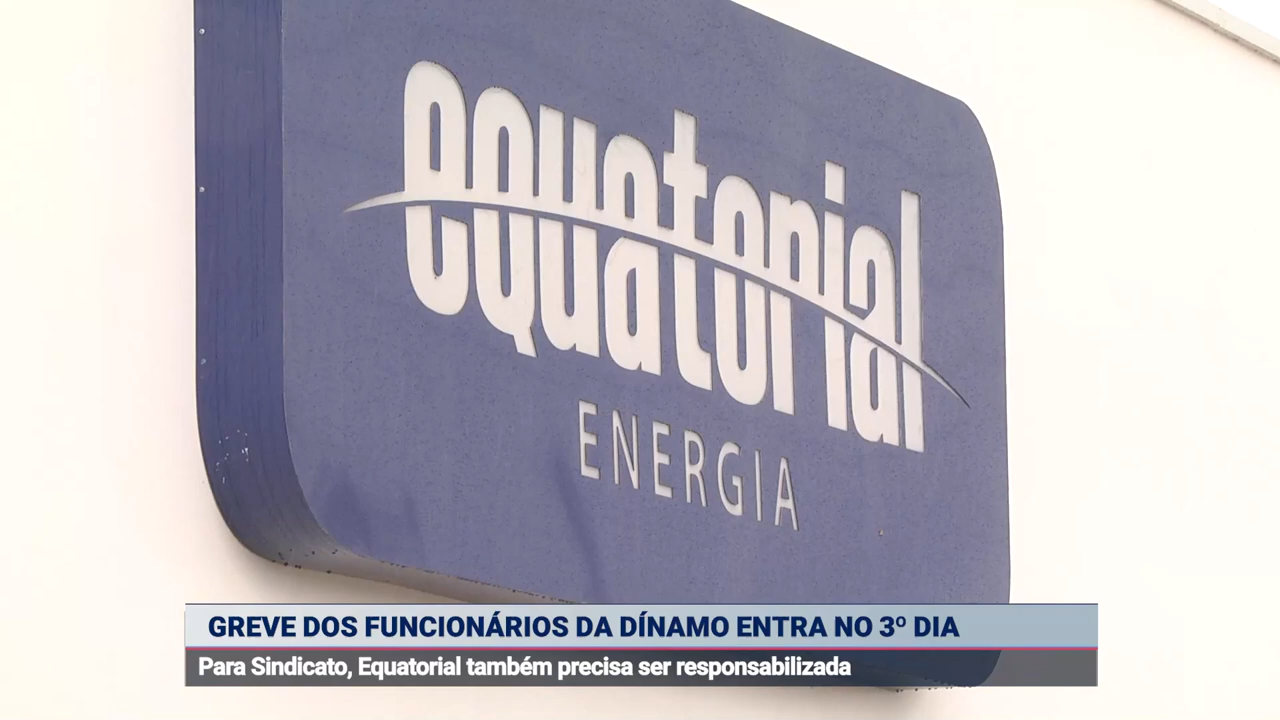 equatorial
ENERGIA
GREVE DOS FUNCIONÁRIOS DA DÍNAMO ENTRA NO 3º DIA
Para Sindicato, Equatorial também precisa ser responsabilizada